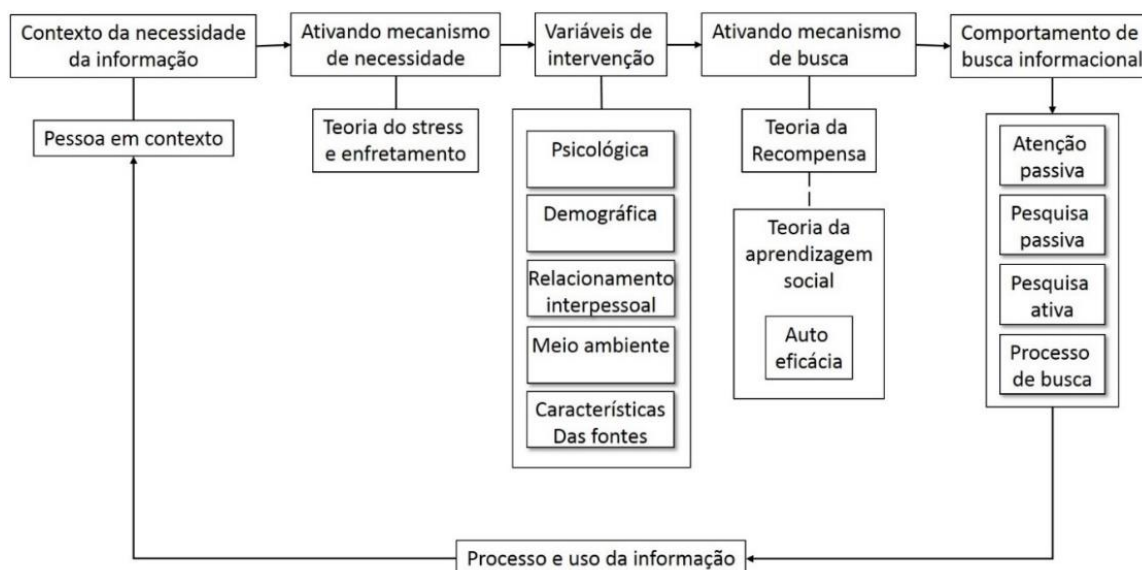 Contexto da necessidade
da informação
Ativando mecanismo
de necessidade
Variáveis de
intervenção
Ativando mecanismo
de busca
Comportamento de
busca informacional
Pessoa em contexto
Teoria do stress
e enfretamento
Psicológica
Demográfica
Relacionamento
interpessoal
Meio ambiente
Características
Das fontes
Teoria da
Recompensa
Teoria da
aprendizagem
social
Auto
eficácia
Atenção
passiva
Pesquisa
passiva
Pesquisa
ativa
Processo
de busca
Processo e uso da informação